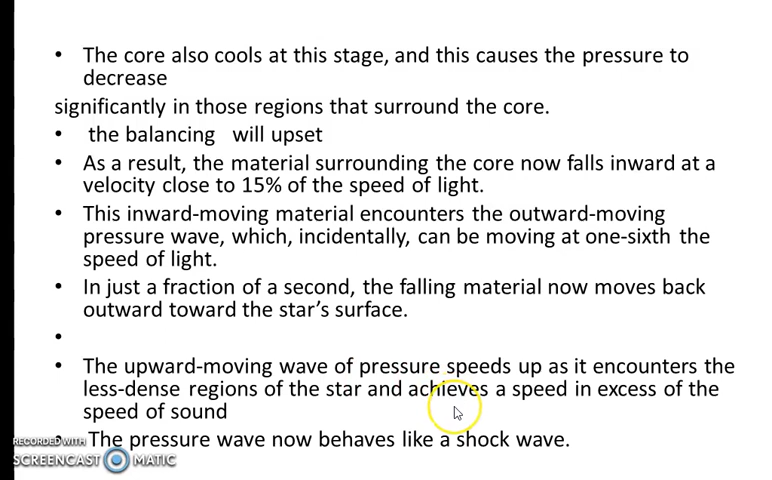 • The core also cools at this stage, and this causes the pressure to
decrease
significantly in those regions that surround the core.
• the balancing will upset
• As a result, the material surrounding the core now falls inward at a
velocity close to 15% of the speed of light.
• This inward-moving material encounters the outward-moving
pressure wave, which, incidentally, can be moving at one-sixth the
speed of light.
• In just a fraction of a second, the falling material now moves back
outward toward the star's surface.
•
• The upward-moving wave of pressure speeds up as it encounters the
less-dense regions of the star and achieves a speed in excess of the
speed of sound
• The pressure wave now behaves like a shock wave.
RECORDED WITH
SCREENCAST MATIC